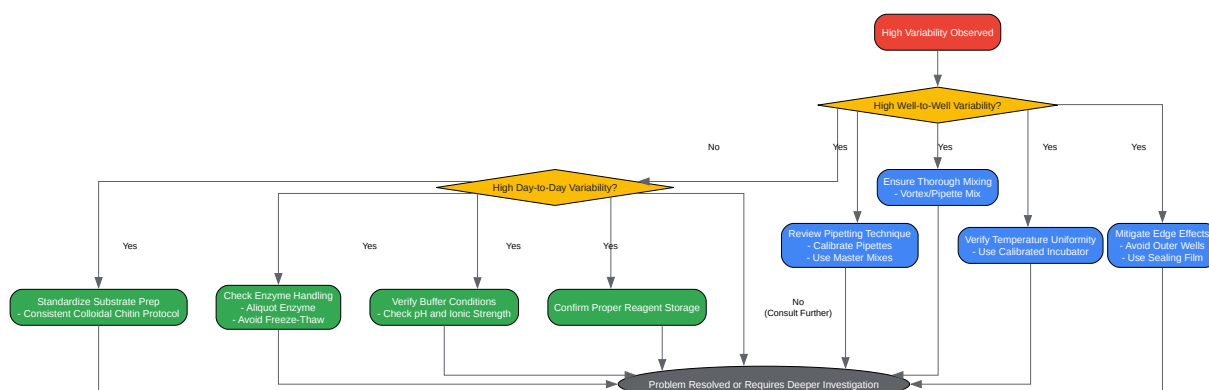 High Variability Observed
High Well-to-Well Variability?
No
Yes
Yes
Yes
Yes
Ensure Thorough Mixing
- Vortex/Pipette Mix
High Day-to-Day Variability?
Review Pipetting Technique
- Calibrate Pipettes
- Use Master Mixes
Verify Temperature Uniformity
- Use Calibrated Incubator
Mitigate Edge Effects
- Avoid Outer Wells
- Use Sealing Film
Yes
Yes
Yes
Yes
Standardize Substrate Prep
- Consistent Colloidal Chitin Protocol
Check Enzyme Handling
- Aliquot Enzyme
- Avoid Freeze-Thaw
Verify Buffer Conditions
- Check pH and Ionic Strength
Confirm Proper Reagent Storage
No
(Consult Further)
Problem Resolved or Requires Deeper Investigation